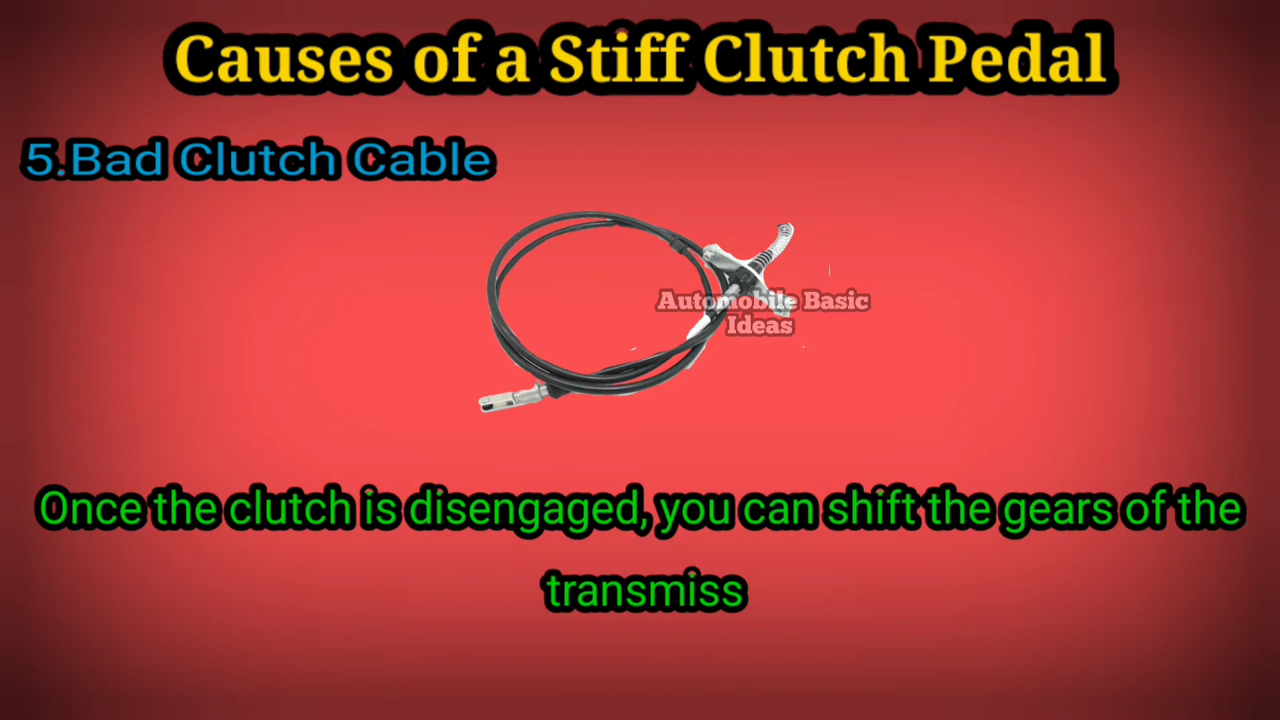 Causes of a Stiff Clutch Pedal
5.Bad Clutch Cable
Automobile Basic
Ideas
Once the clutch is disengaged, you can shift the gears of the
transmiss